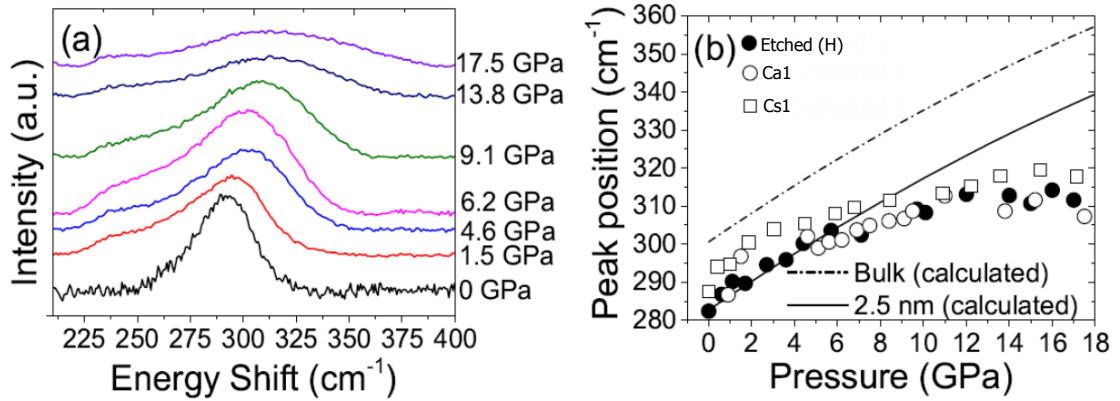 (a)
17.5 GPa
13.8 GPa
9.1 GPa
6.2 GPa
4.6 GPa
1.5 GPa
0 GPa
Intensity (a.u.)
225 250 275 300 325 350 375 400
Energy Shift (cm⁻¹)
(b)
Etched (H)
Ca1
Cs1
Bulk (calculated)
2.5 nm (calculated)
Peak position (cm⁻¹)
360
350
340
330
320
310
300
290
280
0 2 4 6 8 10 12 14 16 18
Pressure (GPa)